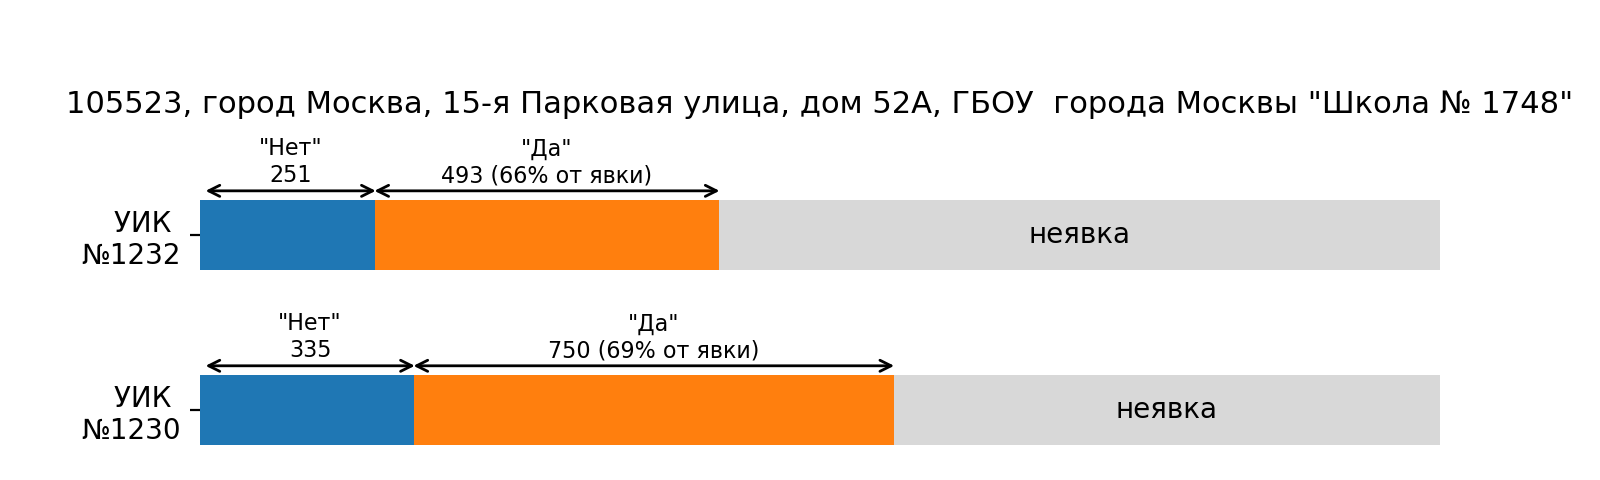 105523, город Москва, 15-я Парковая улица, дом 52А, ГБОУ  города Москвы "Школа № 1748"
"Нет"
251
"Да"
493 (66% от явки)
УИК
№1232
неявка
"Нет"
335
"Да"
750 (69% от явки)
УИК
№1230
неявка